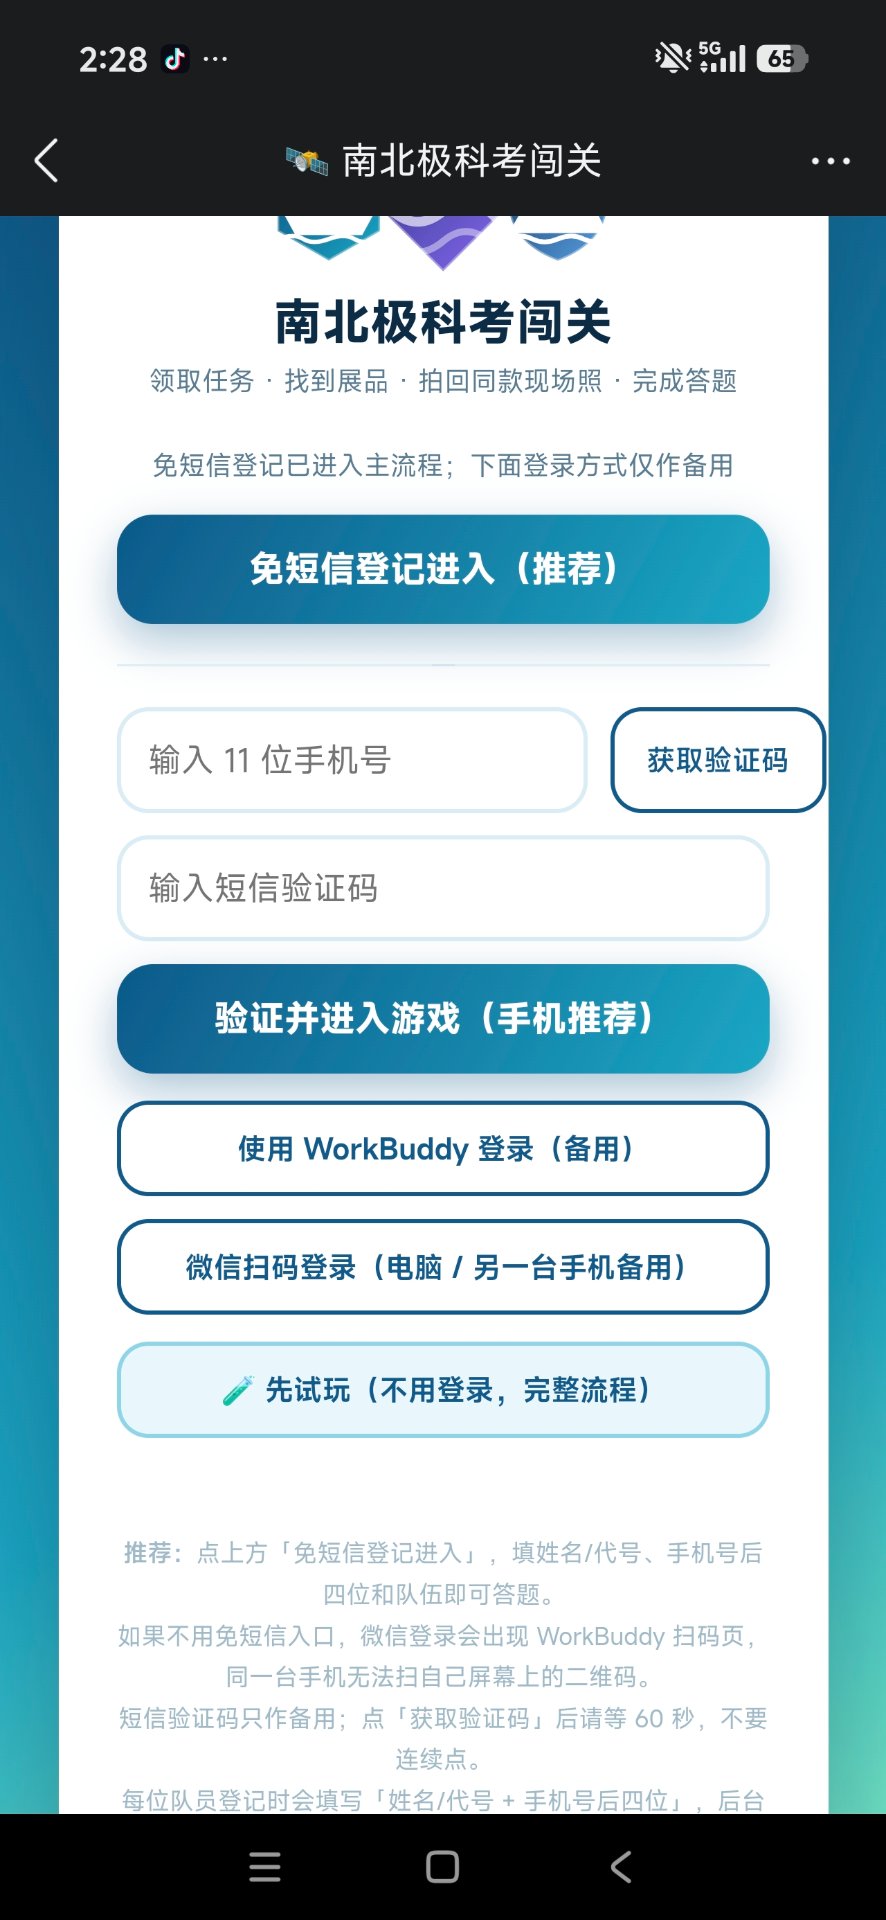 2:28
5G
65
南北极科考闯关
南北极科考闯关
领取任务 · 找到展品 · 拍回同款现场照 · 完成答题
免短信登记已进入主流程；下面登录方式仅作备用
免短信登记进入（推荐）
输入 11 位手机号
获取验证码
输入短信验证码
验证并进入游戏（手机推荐）
使用 WorkBuddy 登录（备用）
微信扫码登录（电脑 / 另一台手机备用）
先试玩（不用登录，完整流程）
推荐：点上方「免短信登记进入」，填姓名/代号、手机号后
四位和队伍即可答题。
如果不用免短信入口，微信登录会出现 WorkBuddy 扫码页，
同一台手机无法扫自己屏幕上的二维码。
短信验证码只作备用；点「获取验证码」后请等 60 秒，不要
连续点。
每位队员登记时会填写「姓名/代号 + 手机号后四位」，后台